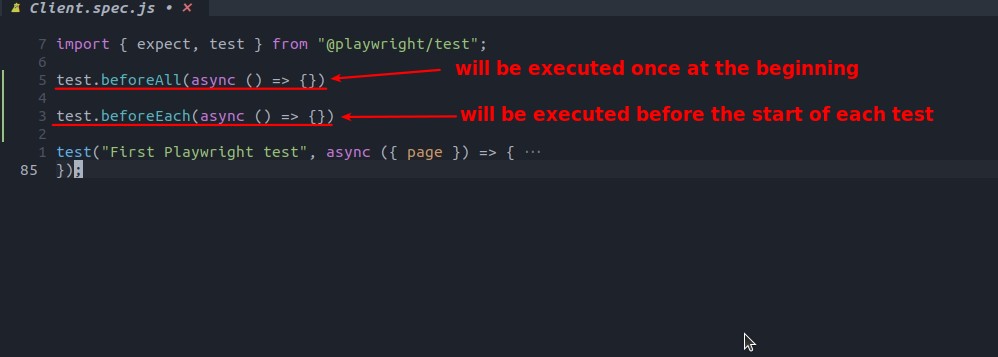 Client.spec.js • ✕
7 import { expect, test } from "@playwright/test";
6
5 test.beforeAll(async () => {})
will be executed once at the beginning
4
3 test.beforeEach(async () => {})
will be executed before the start of each test
2
1 test("First Playwright test", async ({ page }) => { ···
85 });